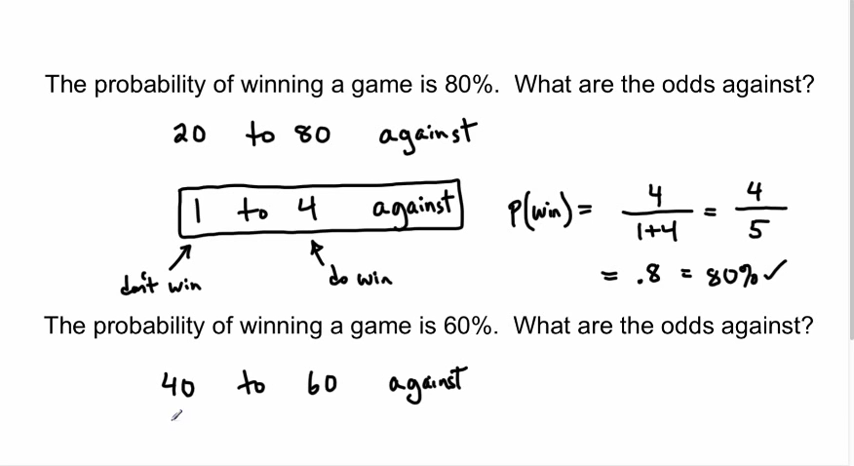 The probability of winning a game is 80%. What are the odds against?
20 to 80 against
1 to 4 against P(win) = 4/(1+4) = 4/5
don't win do win = .8 = 80% ✓
The probability of winning a game is 60%. What are the odds against?
40 to 60 against